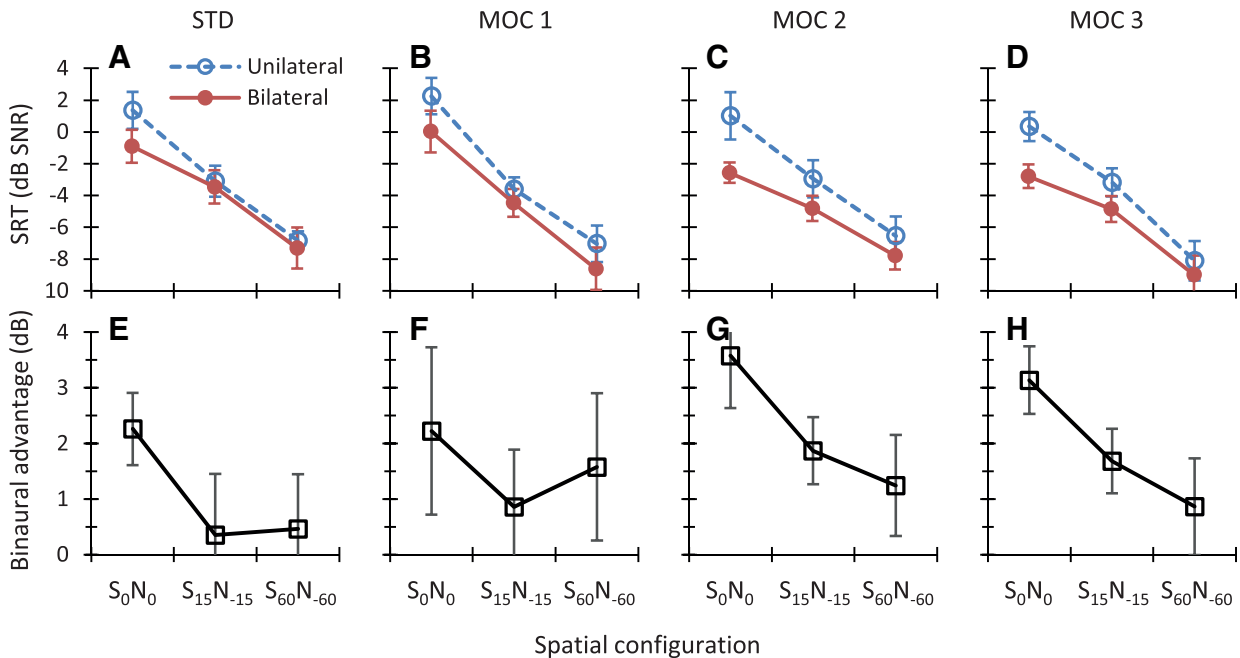 STD MOC 1 MOC 2 MOC 3
A B C D
Unilateral
Bilateral
SRT (dB SNR)
4
2
0
-2
-4
-6
-8
10
E F G H
Binaural advantage (dB)
4
3
2
1
0
S0N0 S15N-15 S60N-60 S0N0 S15N-15 S60N-60 S0N0 S15N-15 S60N-60 S0N0 S15N-15 S60N-60
Spatial configuration